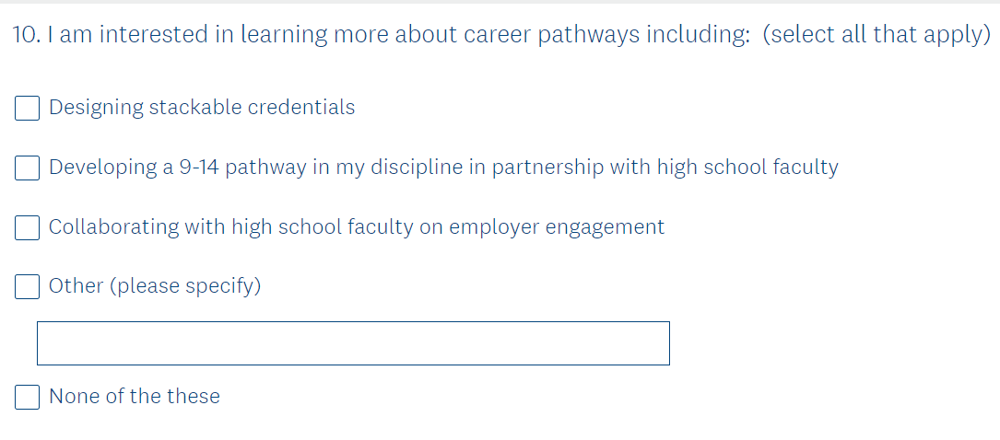 10. I am interested in learning more about career pathways including: (select all that apply)
Designing stackable credentials
Developing a 9-14 pathway in my discipline in partnership with high school faculty
Collaborating with high school faculty on employer engagement
Other (please specify)
None of the these